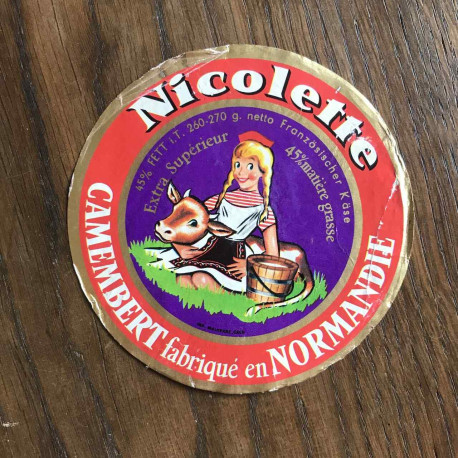 Nicolette
45% FETT I.T. 260-270 g. netto Französischer Käse
Extra Supérieur
45% matière grasse
CAMEMBERT fabriqué en NORMANDIE